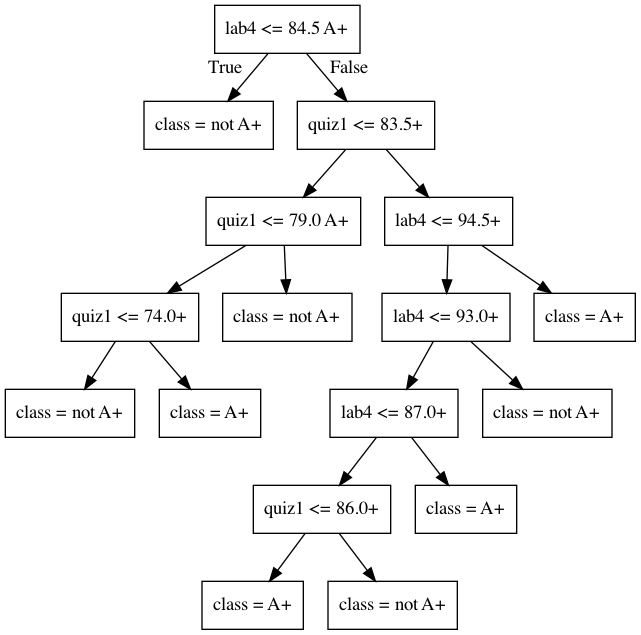 lab4 <= 84.5 A+
True
False
class = not A+
quiz1 <= 83.5+
quiz1 <= 79.0 A+
lab4 <= 94.5+
quiz1 <= 74.0+
class = not A+
lab4 <= 93.0+
class = A+
class = not A+
class = A+
lab4 <= 87.0+
class = not A+
quiz1 <= 86.0+
class = A+
class = A+
class = not A+